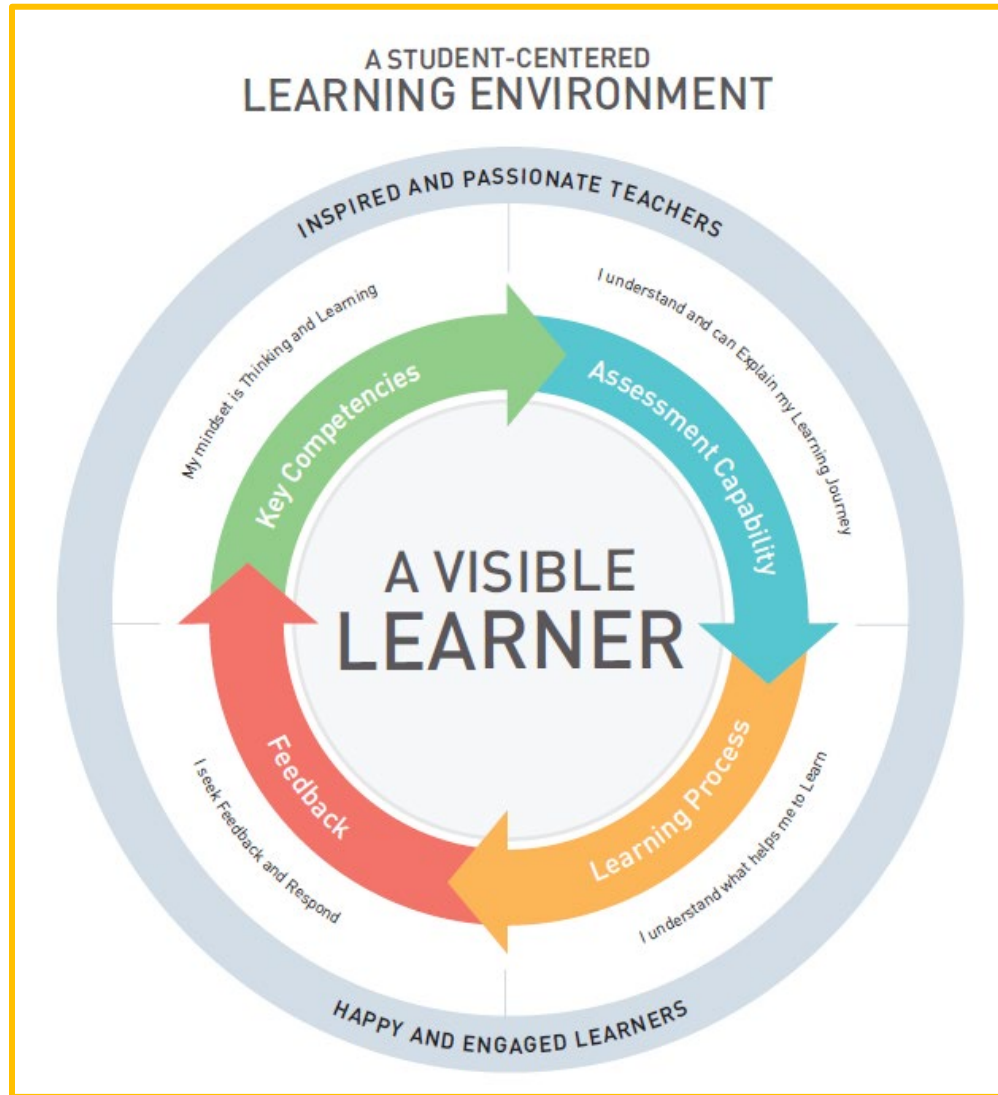 A STUDENT-CENTERED
LEARNING ENVIRONMENT
INSPIRED AND PASSIONATE TEACHERS
My mindset is Thinking and Learning
I understand and can Explain my Learning Journey
Key Competencies
Assessment Capability
A VISIBLE
LEARNER
Feedback
Learning Process
I seek Feedback and Respond
I understand what helps me to Learn
HAPPY AND ENGAGED LEARNERS